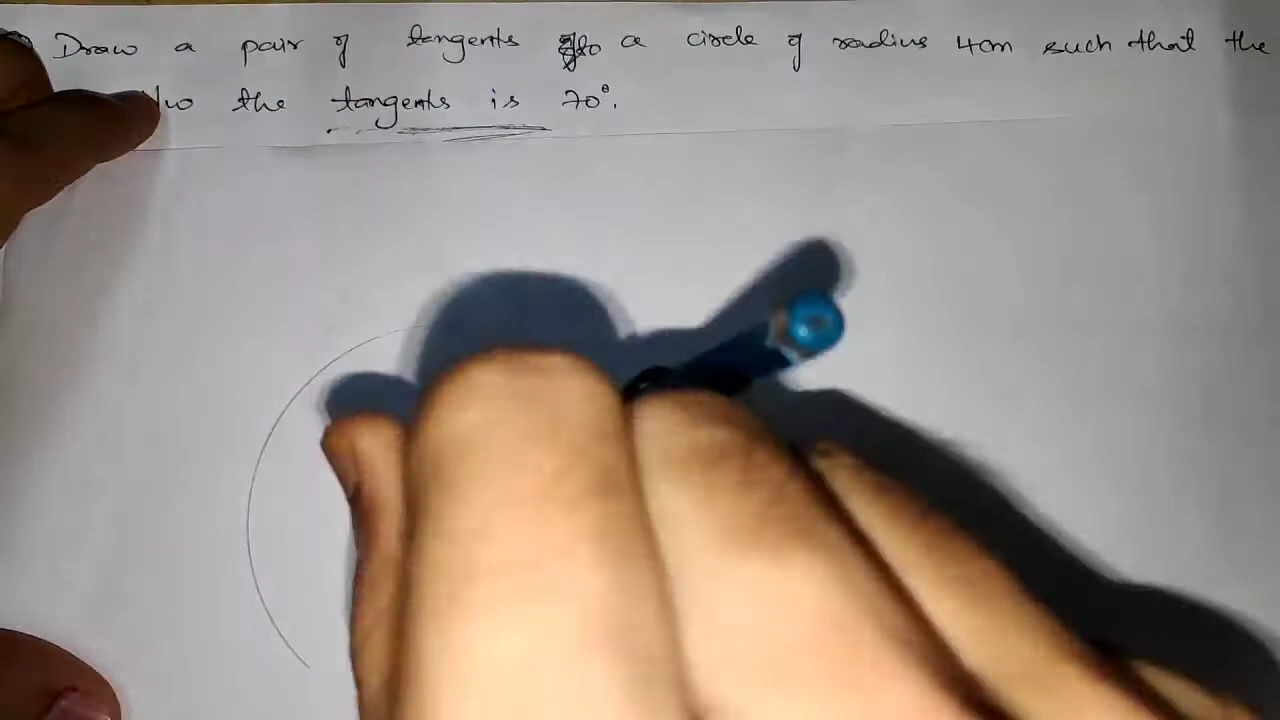 Draw a pair of tangents to a circle of radius 4cm such that the
the tangents is 70°.